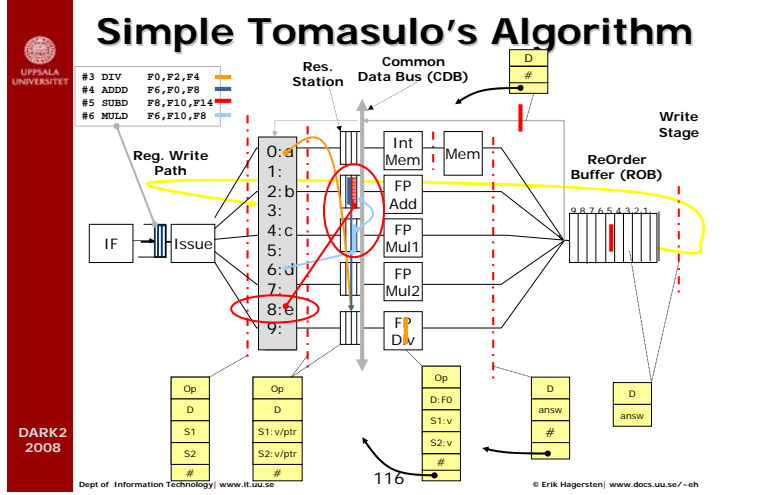 Simple Tomasulo's Algorithm
UPPSALA
UNIVERSITET
#3 DIV F0,F2,F4
#4 ADDD F6,F0,F8
#5 SUBD F8,F10,F14
#6 MULD F6,F10,F8
Res.
Station
Common
Data Bus (CDB)
D
#
Write
Stage
Reg. Write
Path
ReOrder
Buffer (ROB)
IF
Issue
0:a
1:
2:b
3:
4:c
5:
6:d
7:
8:e
9:
Int
Mem
Mem
FP
Add
FP
Mul1
FP
Mul2
FP
Div
9 8 7 6 5 4 3 2 1
Op
D
S1
S2
#
Op
D
S1:v/ptr
S2:v/ptr
#
Op
D:F0
S1:v
S2:v
#
D
answ
#
D
answ
DARK2
2008
Dept of Information Technology| www.it.uu.se
116
© Erik Hagersten| www.docs.uu.se/~eh